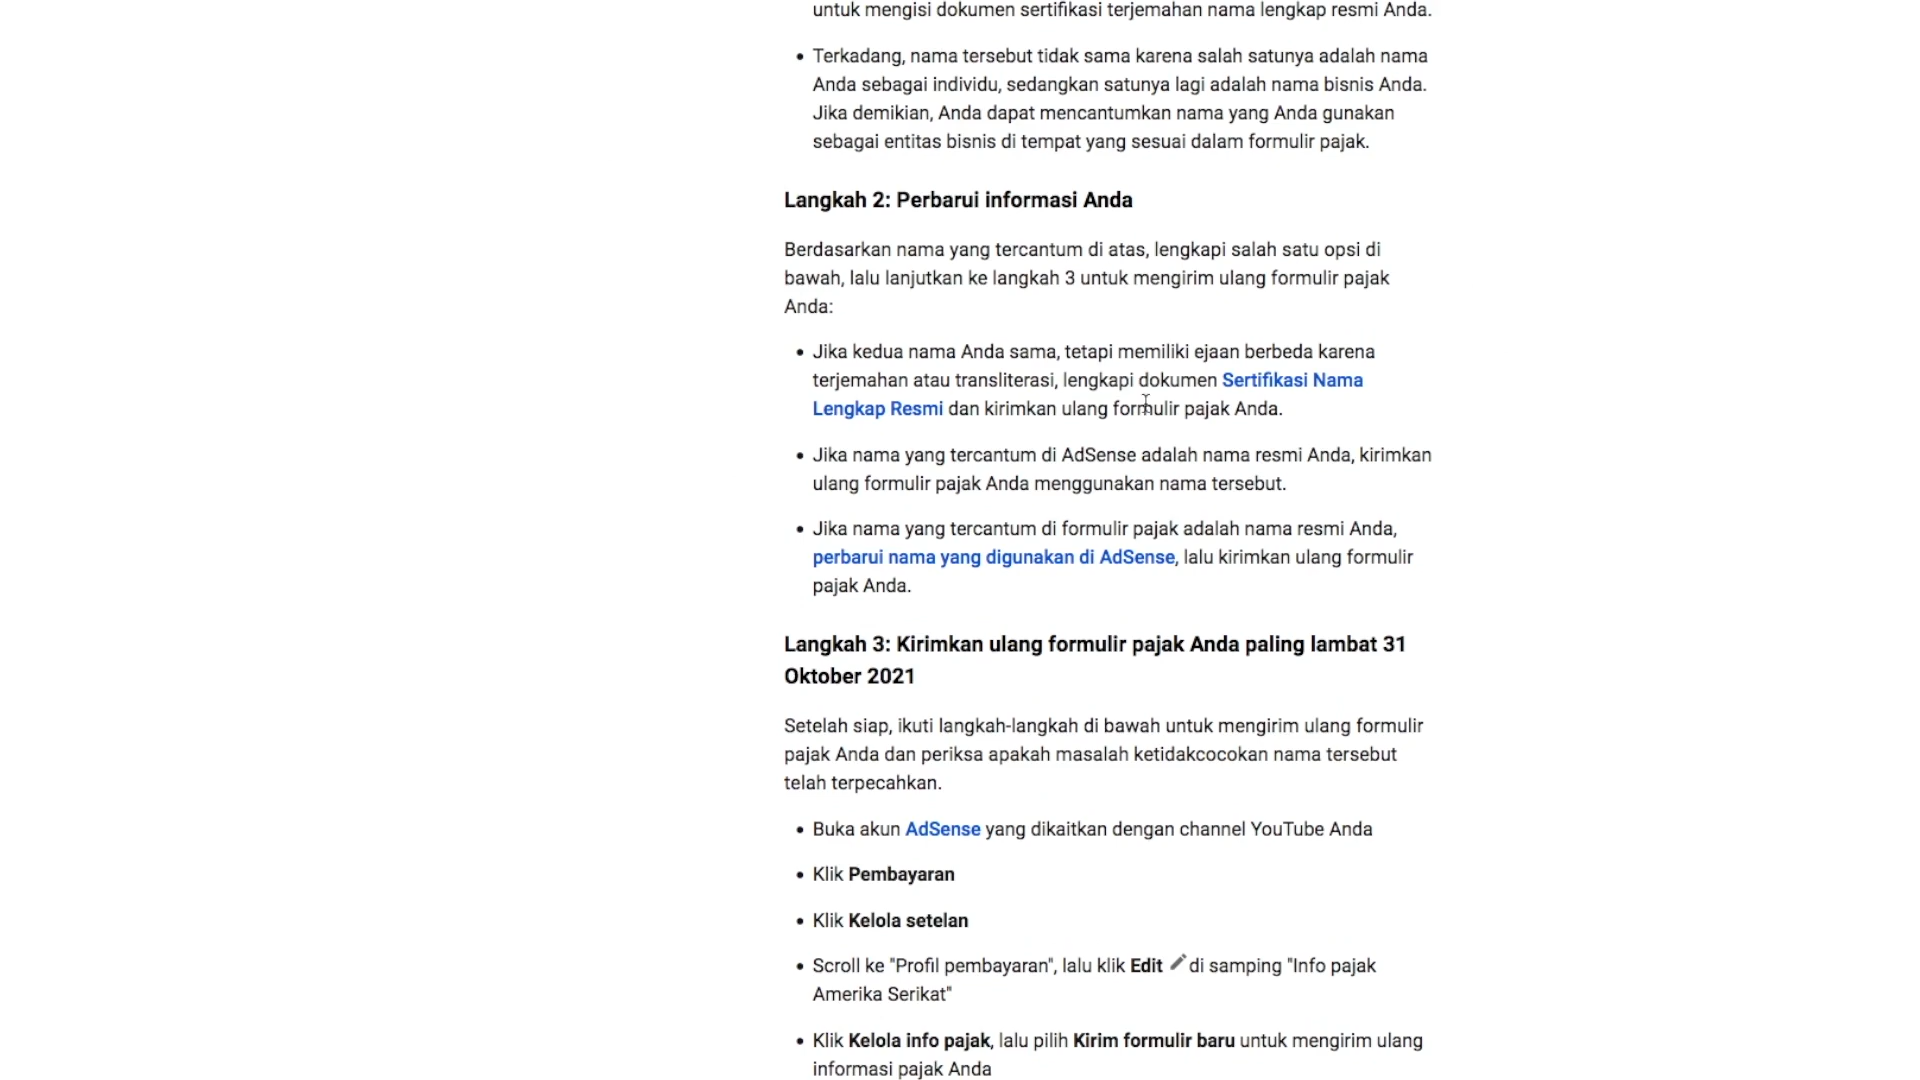 untuk mengisi dokumen sertifikasi terjemahan nama lengkap resmi Anda.
• Terkadang, nama tersebut tidak sama karena salah satunya adalah nama
Anda sebagai individu, sedangkan satunya lagi adalah nama bisnis Anda.
Jika demikian, Anda dapat mencantumkan nama yang Anda gunakan
sebagai entitas bisnis di tempat yang sesuai dalam formulir pajak.
Langkah 2: Perbarui informasi Anda
Berdasarkan nama yang tercantum di atas, lengkapi salah satu opsi di
bawah, lalu lanjutkan ke langkah 3 untuk mengirim ulang formulir pajak
Anda:
• Jika kedua nama Anda sama, tetapi memiliki ejaan berbeda karena
terjemahan atau transliterasi, lengkapi dokumen Sertifikasi Nama
Lengkap Resmi dan kirimkan ulang formulir pajak Anda.
• Jika nama yang tercantum di AdSense adalah nama resmi Anda, kirimkan
ulang formulir pajak Anda menggunakan nama tersebut.
• Jika nama yang tercantum di formulir pajak adalah nama resmi Anda,
perbarui nama yang digunakan di AdSense, lalu kirimkan ulang formulir
pajak Anda.
Langkah 3: Kirimkan ulang formulir pajak Anda paling lambat 31
Oktober 2021
Setelah siap, ikuti langkah-langkah di bawah untuk mengirim ulang formulir
pajak Anda dan periksa apakah masalah ketidakcocokan nama tersebut
telah terpecahkan.
• Buka akun AdSense yang dikaitkan dengan channel YouTube Anda
• Klik Pembayaran
• Klik Kelola setelan
• Scroll ke "Profil pembayaran", lalu klik Edit di samping "Info pajak
Amerika Serikat"
• Klik Kelola info pajak, lalu pilih Kirim formulir baru untuk mengirim ulang
informasi pajak Anda